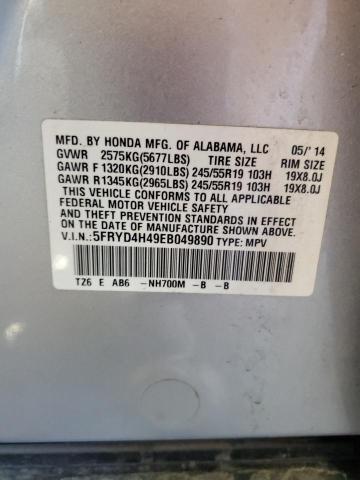 MFD. BY HONDA MFG. OF ALABAMA, LLC 05/'14
GVWR 2575KG(5677LBS) TIRE SIZE RIM SIZE
GAWR F 1320KG(2910LBS) 245/55R19 103H 19X8.0J
GAWR R1345KG(2965LBS) 245/55R19 103H 19X8.0J
THIS VEHICLE CONFORMS TO ALL APPLICABLE
FEDERAL MOTOR VEHICLE SAFETY, BUMPER,
AND THEFT PREVENTION STANDARDS IN EFFECT
ON THE DATE OF MANUFACTURE SHOWN ABOVE.
V.I.N.:5FRYD4H49EB049890 TYPE: MPV
TZ6 E AB6 -NH700M -B -B